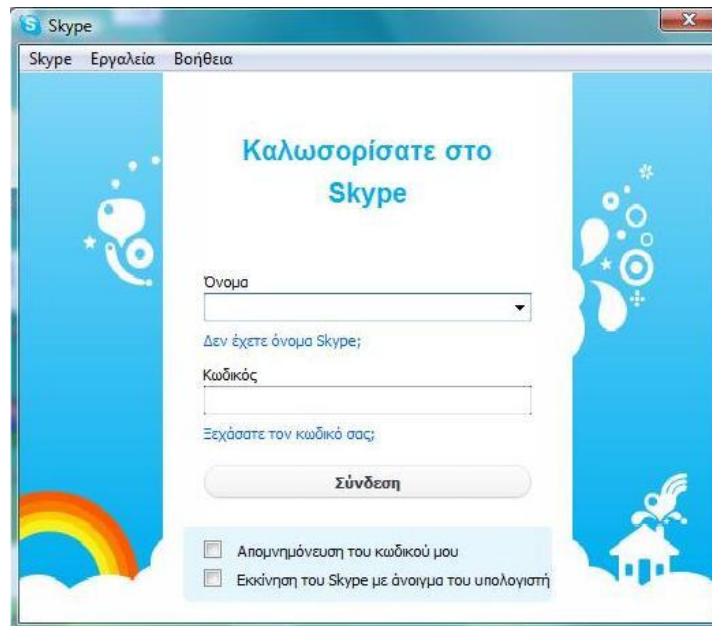 Skype
Skype Εργαλεία Βοήθεια
Καλωσορίσατε στο
Skype
Όνομα
Δεν έχετε όνομα Skype;
Κωδικός
Ξεχάσατε τον κωδικό σας;
Σύνδεση
Απομνημόνευση του κωδικού μου
Εκκίνηση του Skype με άνοιγμα του υπολογιστή